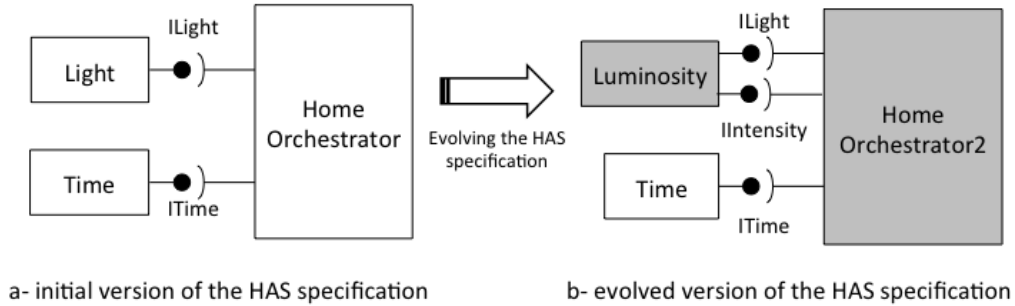 ILight
Light
Home
Orchestrator
Time
ITime
Evolving the HAS
specification
ILight
Luminosity
IIntensity
Home
Orchestrator2
Time
ITime
a- initial version of the HAS specification
b- evolved version of the HAS specification